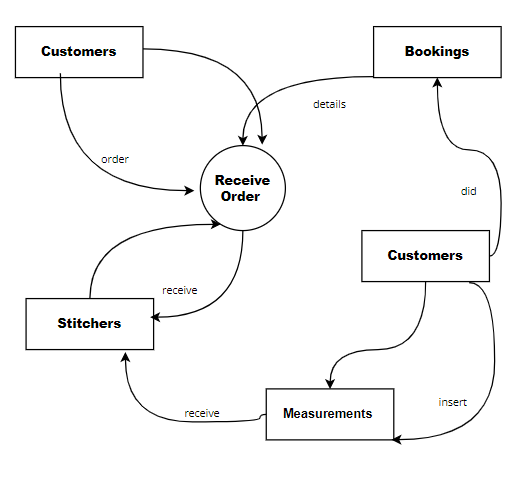 Customers
Bookings
details
order
Receive
Order
did
Customers
receive
Stitchers
insert
receive
Measurements